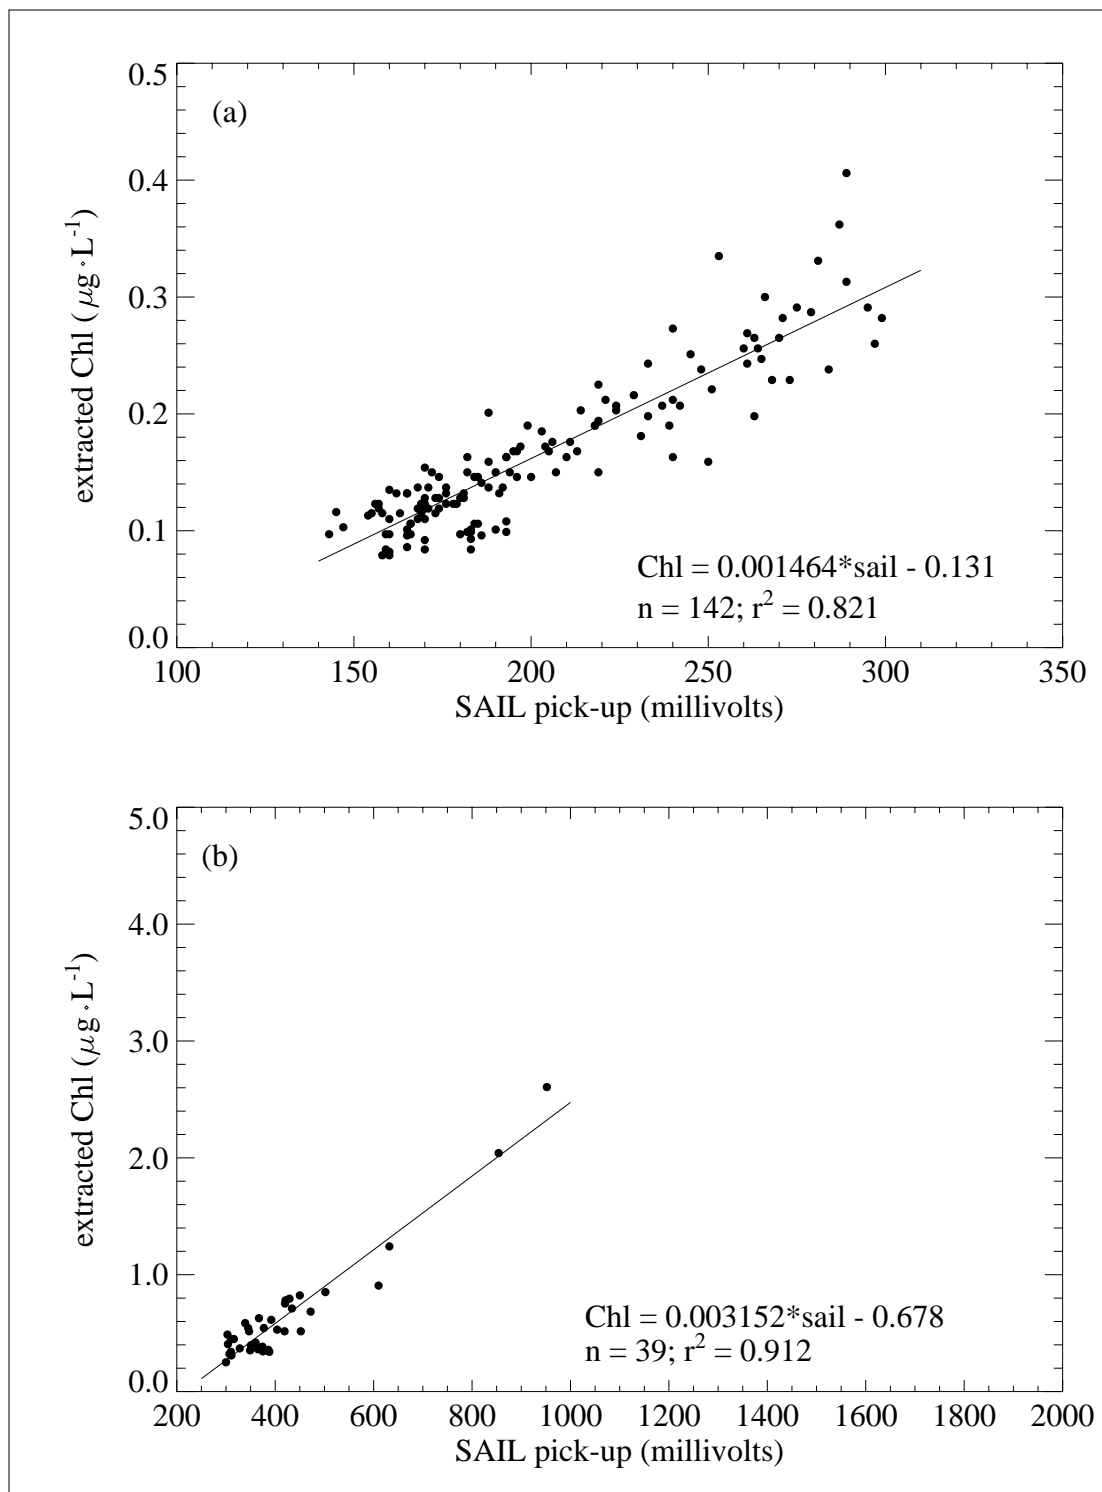 0.5
(a)
0.4
0.3
0.2
0.1
0.0
extracted Chl (μg·L⁻¹)
Chl = 0.001464*sail - 0.131
n = 142; r² = 0.821
100 150 200 250 300 350
SAIL pick-up (millivolts)
5.0
(b)
4.0
3.0
2.0
1.0
0.0
extracted Chl (μg·L⁻¹)
Chl = 0.003152*sail - 0.678
n = 39; r² = 0.912
200 400 600 800 1000 1200 1400 1600 1800 2000
SAIL pick-up (millivolts)